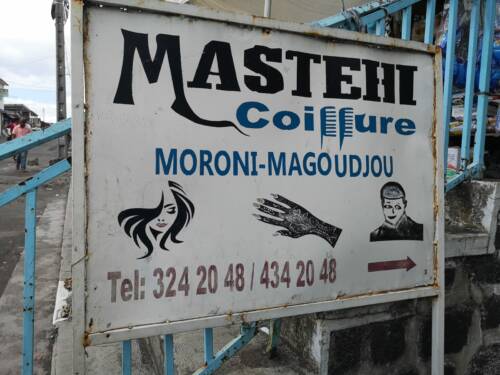 MASTEHI
Coiffure
MORONI-MAGOUDJOU
Tel: 324 20 48 / 434 20 48